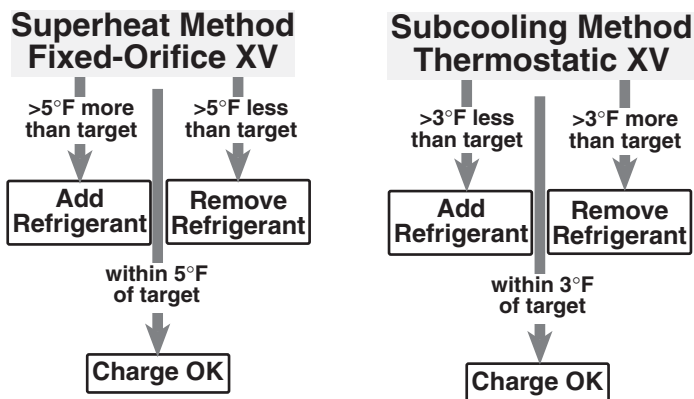 Superheat Method
Fixed-Orifice XV
>5°F more
than target
>5°F less
than target
Add
Refrigerant
Remove
Refrigerant
within 5°F
of target
Charge OK
Subcooling Method
Thermostatic XV
>3°F less
than target
>3°F more
than target
Add
Refrigerant
Remove
Refrigerant
within 3°F
of target
Charge OK